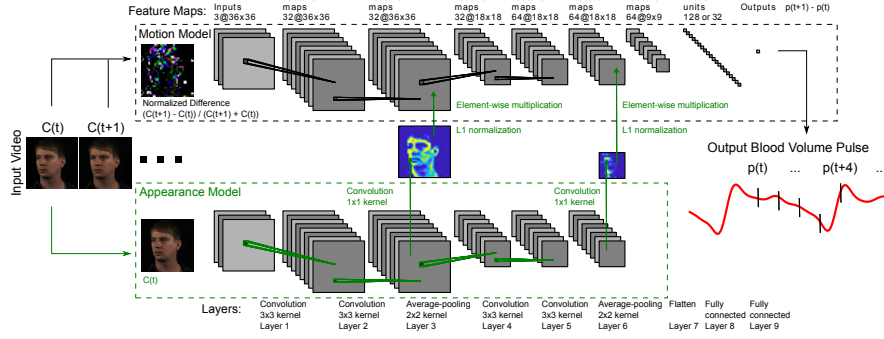 Feature Maps:
Inputs
3@36x36
maps
32@36x36
maps
32@36x36
maps
32@18x18
maps
64@18x18
maps
64@18x18
maps
64@9x9
units
128 or 32
Outputs
p(t+1) - p(t)
Motion Model
Normalized Difference
(C(t+1) - C(t)) / (C(t+1) + C(t))
Element-wise multiplication
L1 normalization
Element-wise multiplication
L1 normalization
Input Video
C(t)
C(t+1)
Output Blood Volume Pulse
p(t)
...
p(t+4)
...
Appearance Model
Convolution
1x1 kernel
Convolution
1x1 kernel
C(t)
Layers:
Convolution
3x3 kernel
Layer 1
Convolution
3x3 kernel
Layer 2
Average-pooling
2x2 kernel
Layer 3
Convolution
3x3 kernel
Layer 4
Convolution
3x3 kernel
Layer 5
Average-pooling
2x2 kernel
Layer 6
Flatten
Layer 7
Fully
connected
Layer 8
Fully
connected
Layer 9